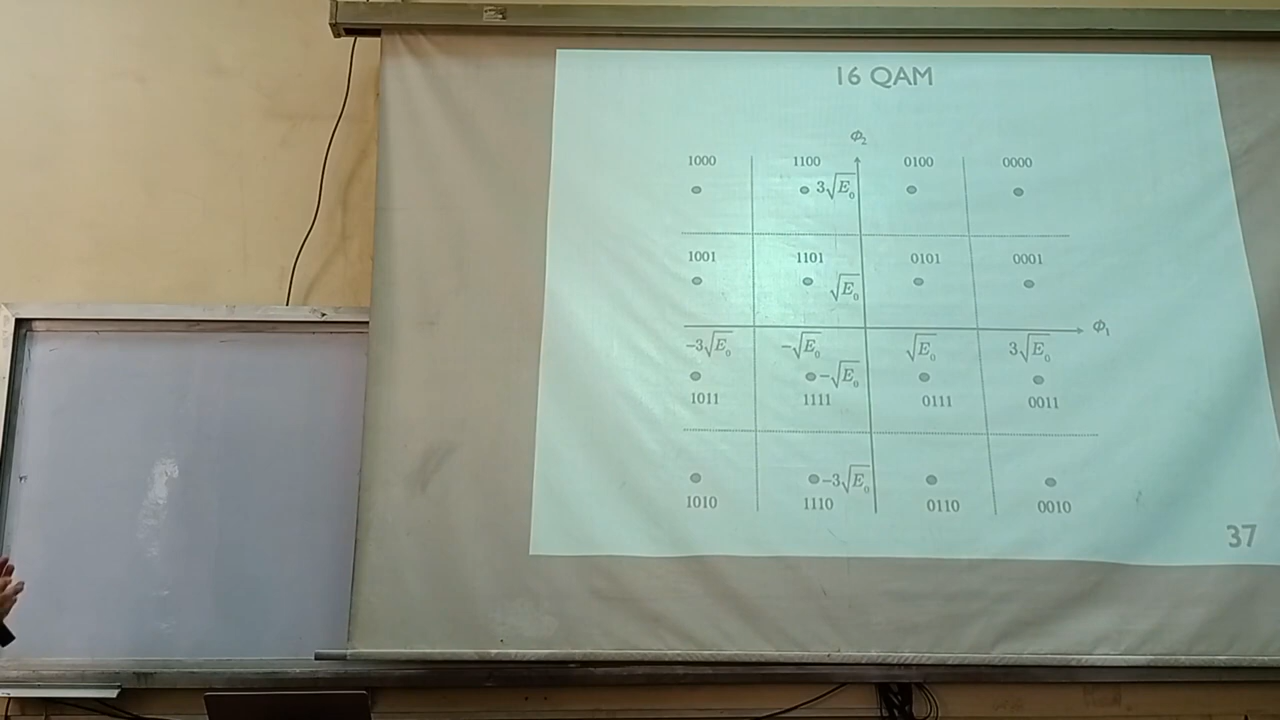 16 QAM
Φ₂
1000 1100 0100 0000
3√E₀
1001 1101 0101 0001
√E₀
Φ₁
−3√E₀ −√E₀ √E₀ 3√E₀
−√E₀
1011 1111 0111 0011
−3√E₀
1010 1110 0110 0010
37